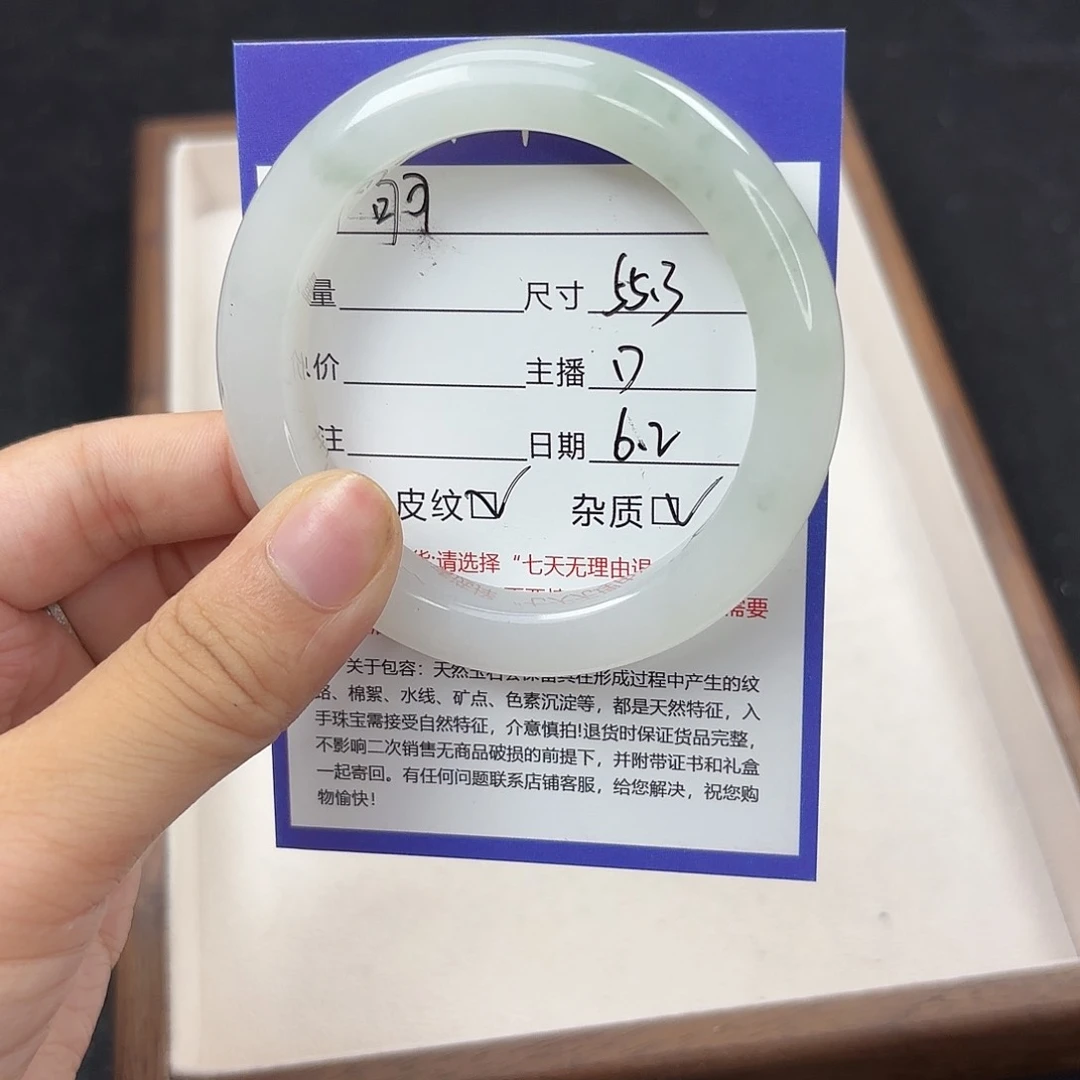 量 尺寸 55.3
价 主播
注 日期 6.2
皮纹 杂质
请选择“七天无理由退
需要
关于包容：天然玉石会保留其在形成过程中产生的纹
路、棉絮、水线、矿点、色素沉淀等，都是天然特征，入
手珠宝需接受自然特征，介意慎拍!退货时保证货品完整，
不影响二次销售无商品破损的前提下，并附带证书和礼盒
一起寄回。有任何问题联系店铺客服，给您解决，祝您购
物愉快！